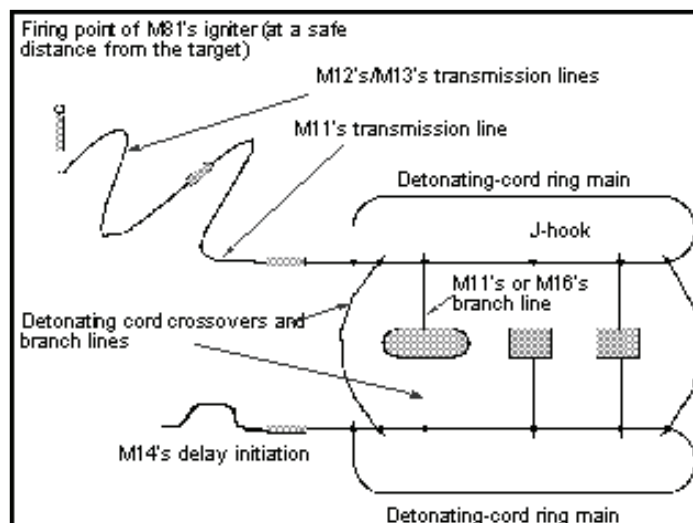 Firing point of M81's igniter (at a safe
distance from the target)
M12's/M13's transmission lines
M11's transmission line
Detonating-cord ring main
J-hook
M11's or M16's
branch line
Detonating cord crossovers and
branch lines
M14's delay initiation
Detonating-cord ring main